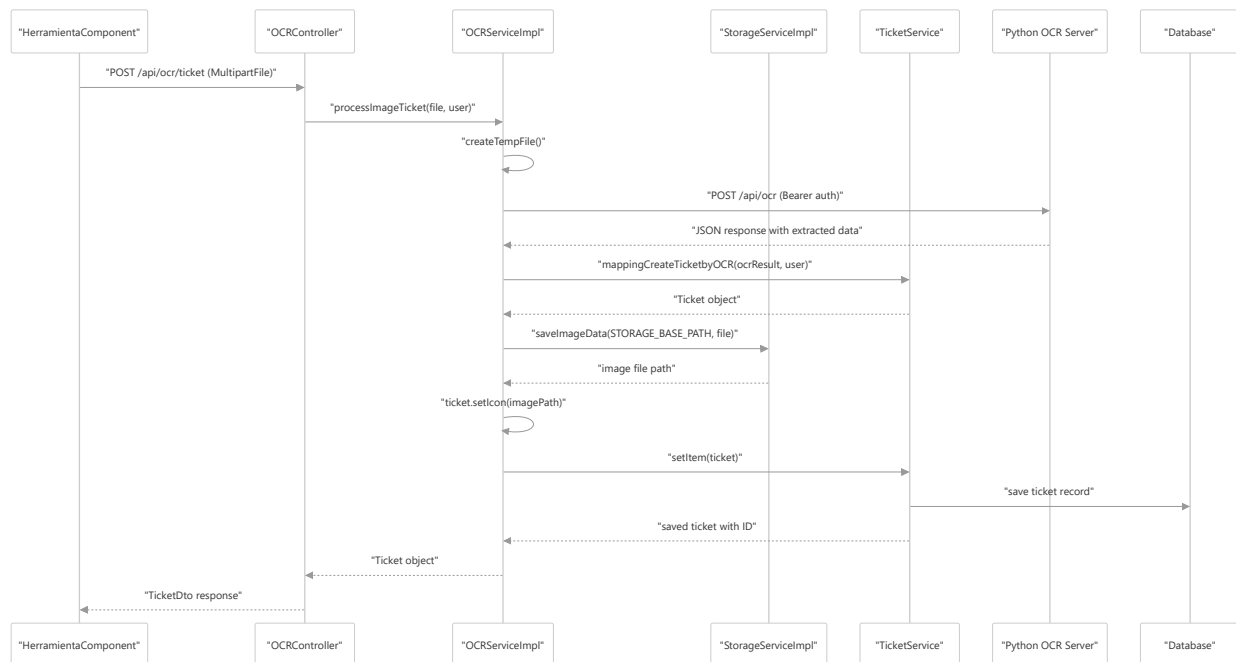 "HerramientaComponent"
"OCRController"
"OCRServiceImpl"
"StorageServiceImpl"
"TicketService"
"Python OCR Server"
"Database"
"POST /api/ocr/ticket (MultipartFile)"
"processImageTicket(file, user)"
"createTempFile()"
"POST /api/ocr (Bearer auth)"
"JSON response with extracted data"
"mappingCreateTicketbyOCR(ocrResult, user)"
"Ticket object"
"saveImageData(STORAGE_BASE_PATH, file)"
"image file path"
"ticket.setIcon(imagePath)"
"setItem(ticket)"
"save ticket record"
"saved ticket with ID"
"Ticket object"
"TicketDto response"
"HerramientaComponent"
"OCRController"
"OCRServiceImpl"
"StorageServiceImpl"
"TicketService"
"Python OCR Server"
"Database"